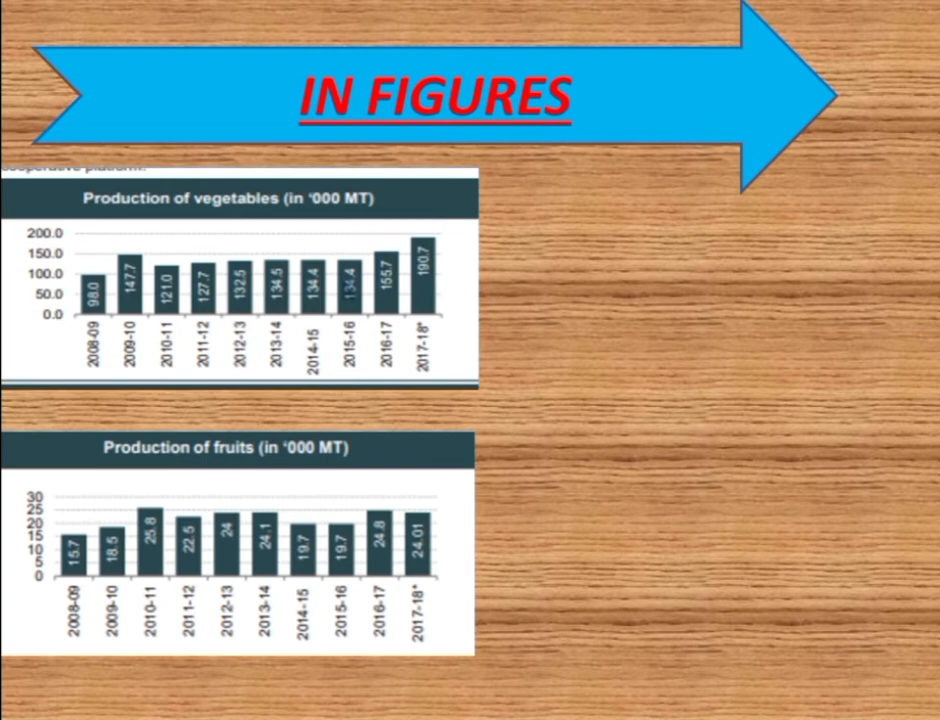 IN FIGURES
cooperative platform.
Production of vegetables (in '000 MT)
200.0
150.0
100.0
50.0
0.0
98.0 147.7 121.0 127.7 132.5 134.5 134.4 134.4 155.7 190.7
2008-09 2009-10 2010-11 2011-12 2012-13 2013-14 2014-15 2015-16 2016-17 2017-18*
Production of fruits (in '000 MT)
30
25
20
15
10
5
0
15.7 18.5 25.8 22.5 24 24.1 19.7 19.7 24.8 24.01
2008-09 2009-10 2010-11 2011-12 2012-13 2013-14 2014-15 2015-16 2016-17 2017-18*